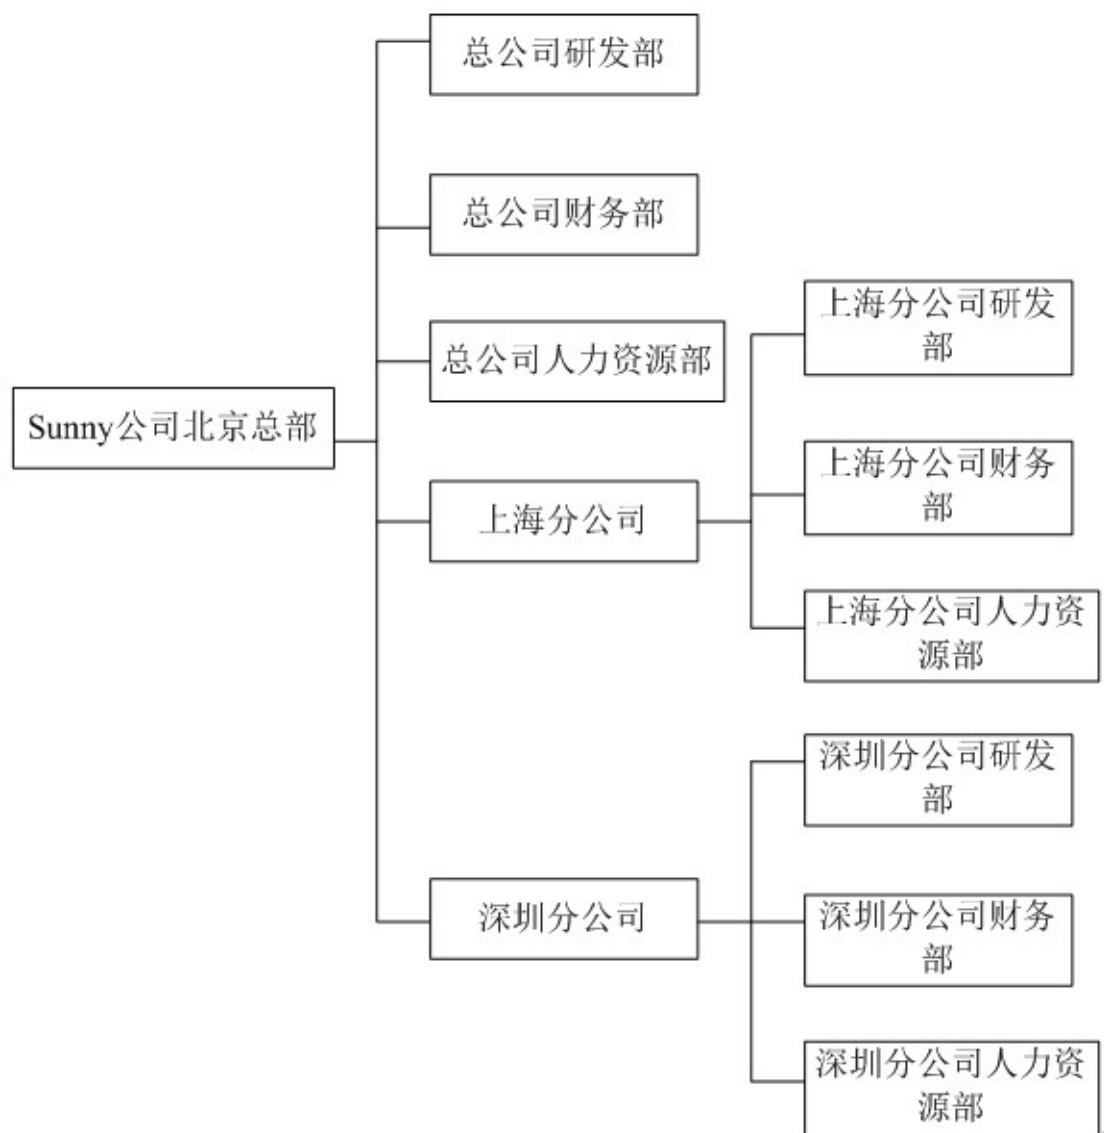 总公司研发部
总公司财务部
总公司人力资源部
Sunny公司北京总部
上海分公司
深圳分公司
上海分公司研发
部
上海分公司财务
部
上海分公司人力资
源部
深圳分公司研发
部
深圳分公司财务
部
深圳分公司人力资
源部